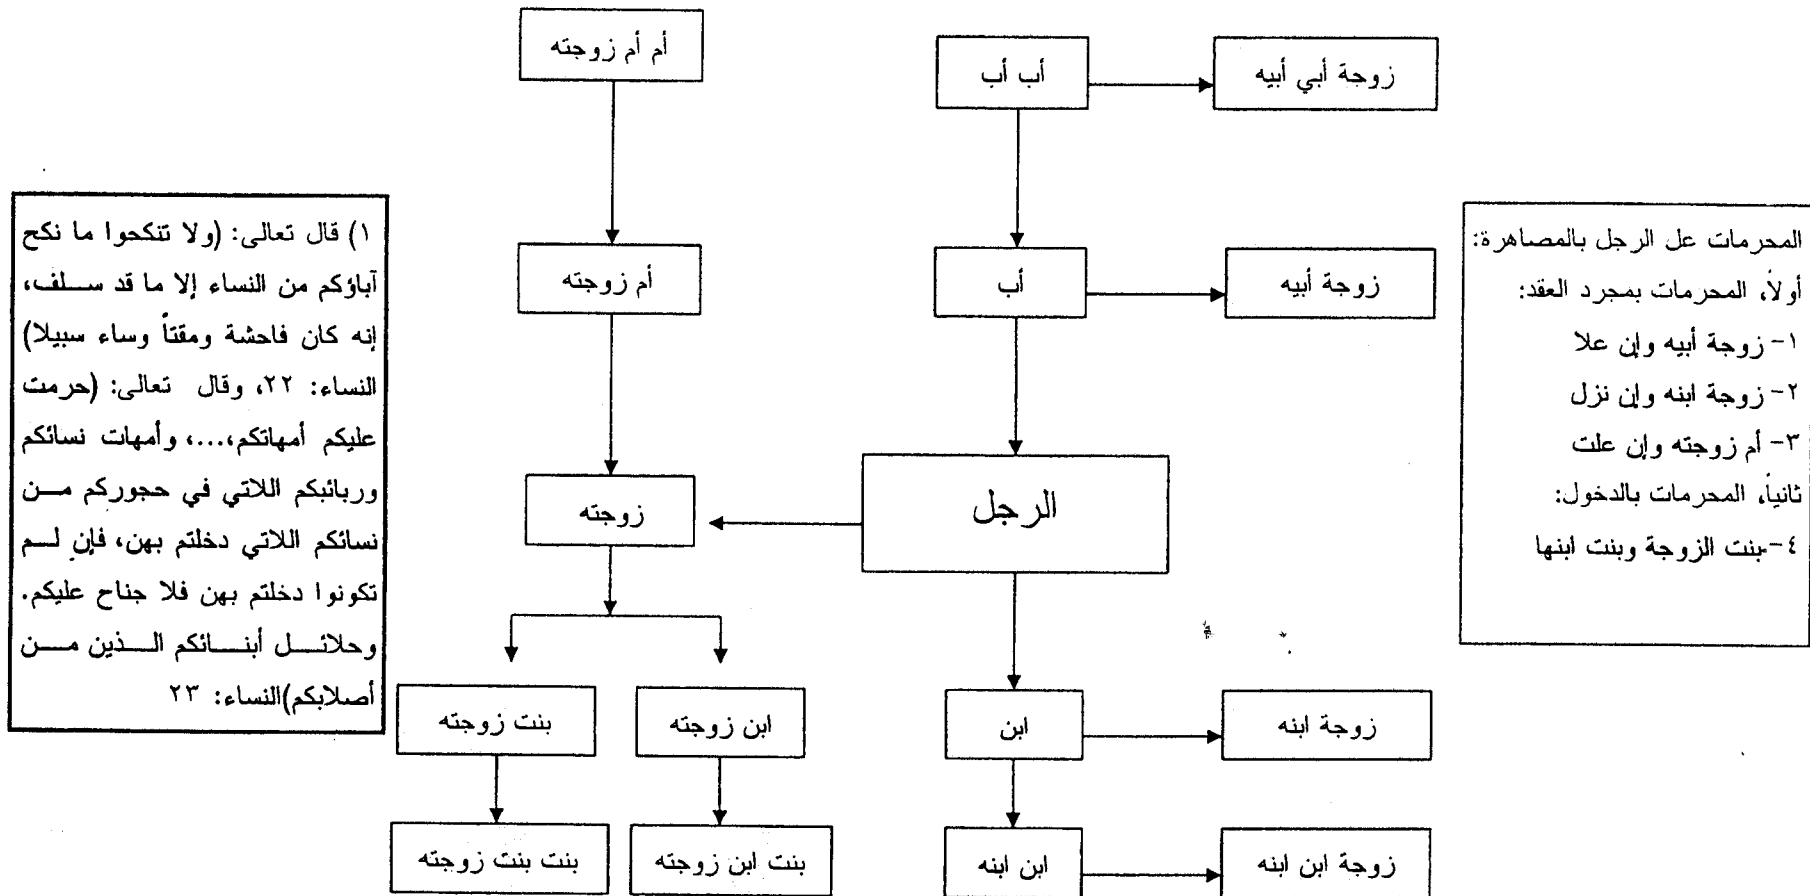 أم أم زوجته
أب أب
زوجة أبي أبيه
المحرمات عل الرجل بالمصاهرة:
أولاً، المحرمات بمجرد العقد:
١- زوجة أبيه وإن علا
٢- زوجة ابنه وإن نزل
٣- أم زوجته وإن علت
ثانياً، المحرمات بالدخول:
٤- بنت الزوجة وبنت ابنها
زوجة أبيه
أب
أم زوجته
١) قال تعالى: (ولا تنكحوا ما نكح
آباؤكم من النساء إلا ما قد سلف،
إنه كان فاحشة ومقتاً وساء سبيلا)
النساء: ٢٢، وقال تعالى: (حرمت
عليكم أمهاتكم،...، وأمهات نسائكم
وربائبكم اللاتي في حجوركم من
نسائكم اللاتي دخلتم بهن، فإن لم
تكونوا دخلتم بهن فلا جناح عليكم.
وحلائل أبنائكم الذين من
أصلابكم)النساء: ٢٣
الرجل
زوجته
زوجة ابنه
ابن
ابن زوجته
بنت زوجته
زوجة ابن ابنه
ابن ابنه
بنت ابن زوجته
بنت بنت زوجته